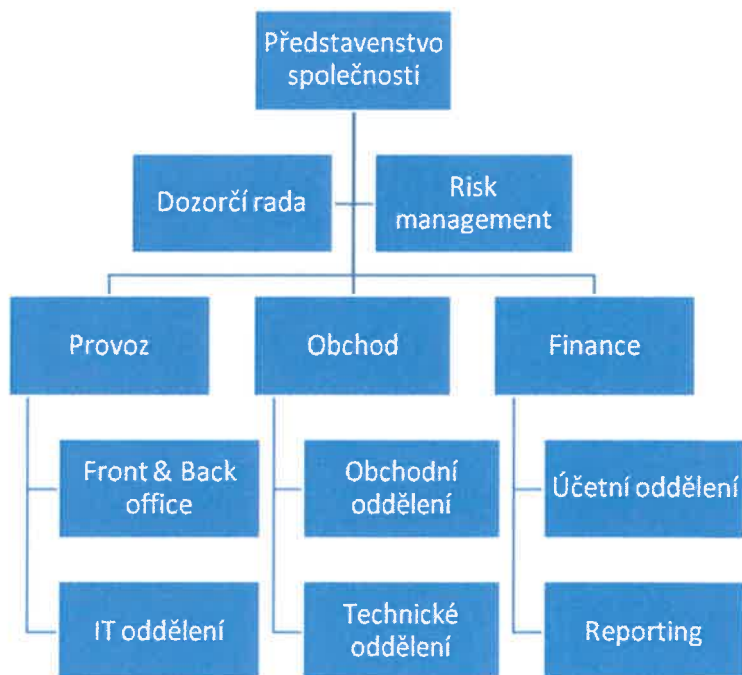 Představenstvo
společnosti
Dozorčí rada
Risk
management
Provoz
Obchod
Finance
Front & Back
office
Obchodní
oddělení
Účetní oddělení
IT oddělení
Technické
oddělení
Reporting